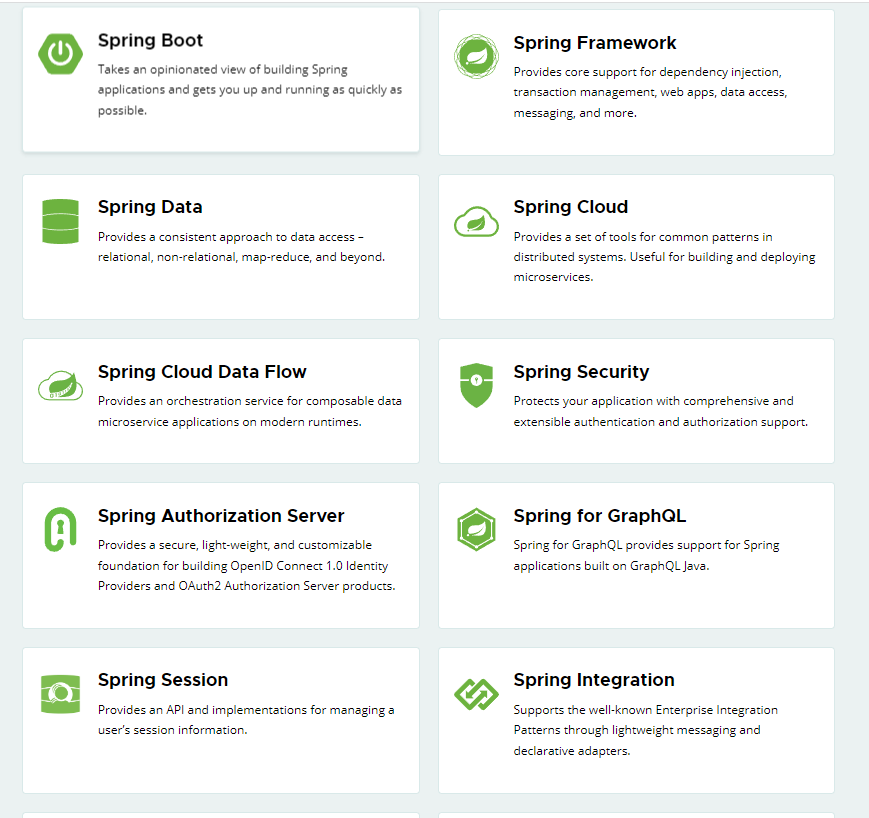 Spring Boot
Takes an opinionated view of building Spring
applications and gets you up and running as quickly as
possible.
Spring Framework
Provides core support for dependency injection,
transaction management, web apps, data access,
messaging, and more.
Spring Data
Provides a consistent approach to data access –
relational, non-relational, map-reduce, and beyond.
Spring Cloud
Provides a set of tools for common patterns in
distributed systems. Useful for building and deploying
microservices.
Spring Cloud Data Flow
Provides an orchestration service for composable data
microservice applications on modern runtimes.
Spring Security
Protects your application with comprehensive and
extensible authentication and authorization support.
Spring Authorization Server
Provides a secure, light-weight, and customizable
foundation for building OpenID Connect 1.0 Identity
Providers and OAuth2 Authorization Server products.
Spring for GraphQL
Spring for GraphQL provides support for Spring
applications built on GraphQL Java.
Spring Session
Provides an API and implementations for managing a
user’s session information.
Spring Integration
Supports the well-known Enterprise Integration
Patterns through lightweight messaging and
declarative adapters.